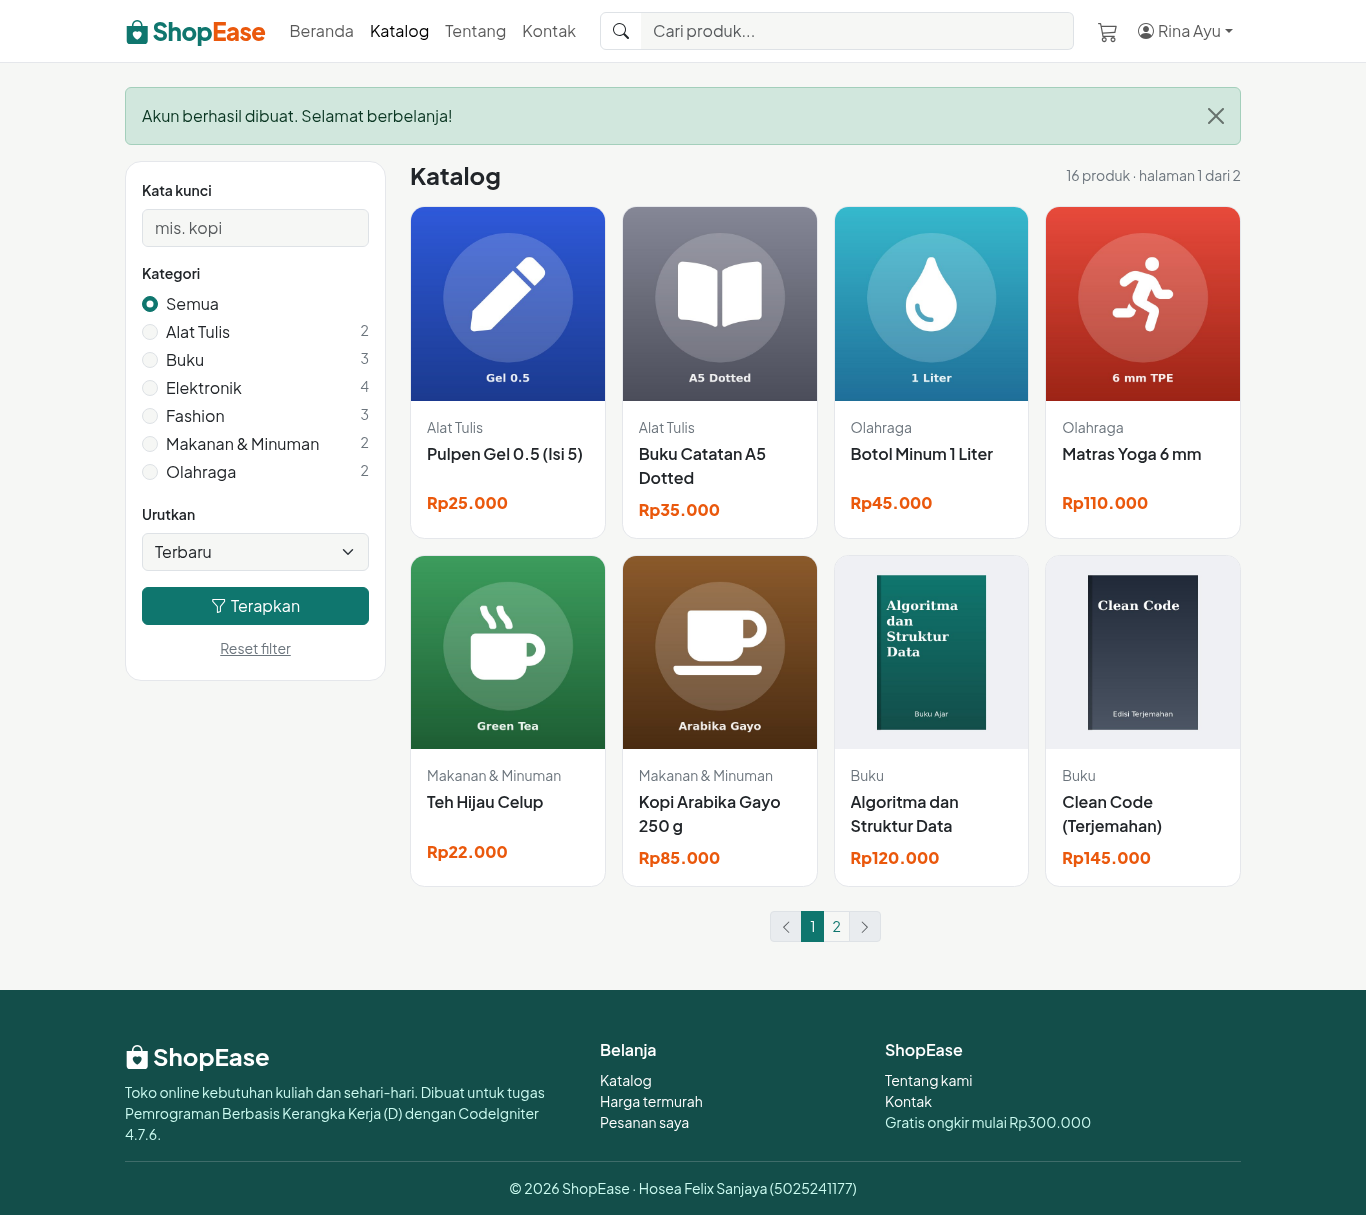 ShopEase
Beranda
Katalog
Tentang
Kontak
Cari produk...
Rina Ayu
Akun berhasil dibuat. Selamat berbelanja!
Kata kunci
mis. kopi
Kategori
Semua
Alat Tulis 2
Buku 3
Elektronik 4
Fashion 3
Makanan & Minuman 2
Olahraga 2
Urutkan
Terbaru
Terapkan
Reset filter
Katalog
16 produk · halaman 1 dari 2
Gel 0.5
Alat Tulis
Pulpen Gel 0.5 (Isi 5)
Rp25.000
A5 Dotted
Alat Tulis
Buku Catatan A5
Dotted
Rp35.000
1 Liter
Olahraga
Botol Minum 1 Liter
Rp45.000
6 mm TPE
Olahraga
Matras Yoga 6 mm
Rp110.000
Green Tea
Makanan & Minuman
Teh Hijau Celup
Rp22.000
Arabika Gayo
Makanan & Minuman
Kopi Arabika Gayo
250 g
Rp85.000
Algoritma
dan
Struktur
Data
Buku Ajar
Buku
Algoritma dan
Struktur Data
Rp120.000
Clean Code
Edisi Terjemahan
Buku
Clean Code
(Terjemahan)
Rp145.000
1
2
ShopEase
Toko online kebutuhan kuliah dan sehari-hari. Dibuat untuk tugas
Pemrograman Berbasis Kerangka Kerja (D) dengan CodeIgniter
4.7.6.
Belanja
Katalog
Harga termurah
Pesanan saya
ShopEase
Tentang kami
Kontak
Gratis ongkir mulai Rp300.000
© 2026 ShopEase · Hosea Felix Sanjaya (5025241177)